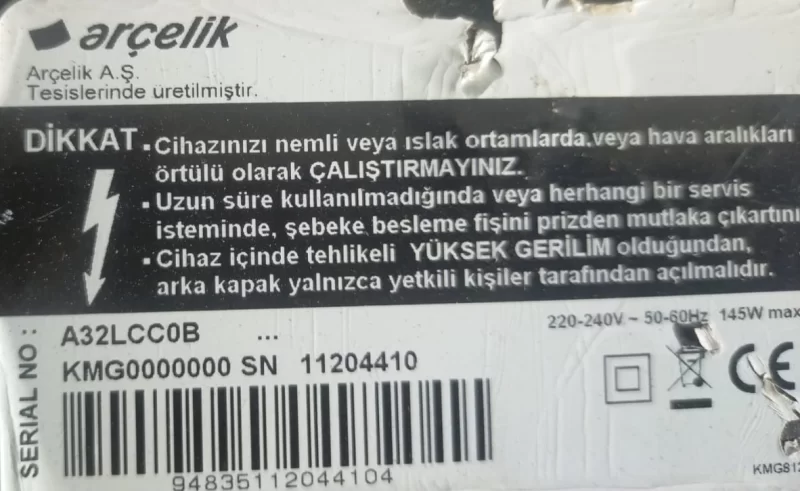 arçelik
Arçelik A.Ş.
Tesislerinde üretilmiştir.
DİKKAT ▪ Cihazınızı nemli veya ıslak ortamlarda,veya hava aralıkları
örtülü olarak ÇALIŞTIRMAYINIZ.
▪ Uzun süre kullanılmadığında veya herhangi bir servis
isteminde, şebeke besleme fişini prizden mutlaka çıkartını
▪ Cihaz içinde tehlikeli YÜKSEK GERİLİM olduğundan,
arka kapak yalnızca yetkili kişiler tarafından açılmalıdır.
220-240V ~ 50-60Hz 145W max
SERIAL NO :
A32LCC0B ...
KMG0000000 SN 11204410
94835112044104
CE
KMG812